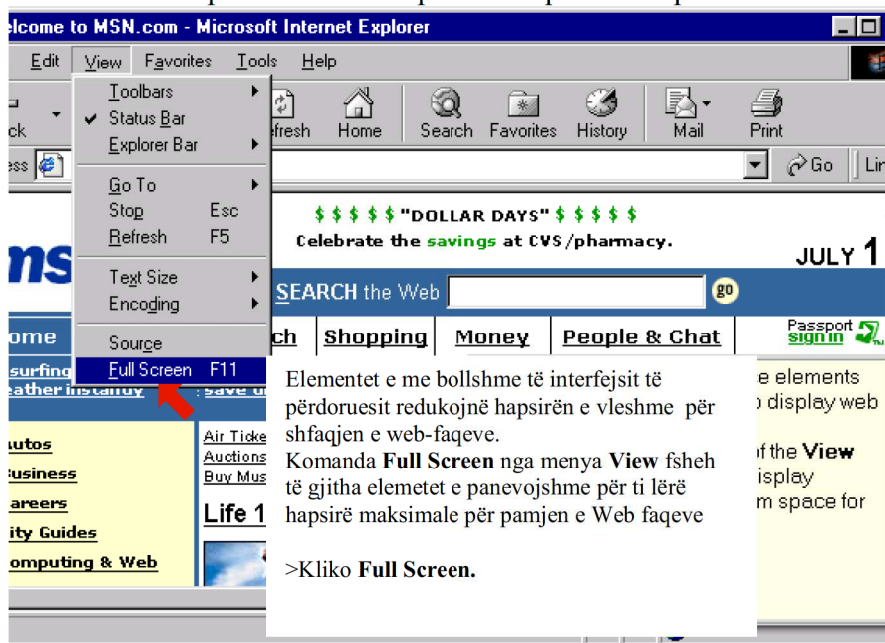 elcome to MSN.com - Microsoft Internet Explorer
Edit View Favorites Tools Help
ck fresh Home Search Favorites History Mail Print
ess Go Lin
Toolbars
Status Bar
Explorer Bar
Go To
Stop Esc
Refresh F5
Text Size
Encoding
Source
Full Screen F11
$ $ $ $ $ "DOLLAR DAYS" $ $ $ $ $
Celebrate the savings at CVS/pharmacy.
ms
JULY 1
SEARCH the Web go
ome ch Shopping Money People & Chat Passport sign in TM
surfing
eather instantly save
Autos
Business
areers
ity Guides
omputing & Web
Air Ticke
Auctions
Buy Mus
Life 1
Elementet e me bollshme të interfejsit të
përdoruesit redukojnë hapsirën e vleshme për
shfaqjen e web-faqeve.
Komanda Full Screen nga menya View fsheh
të gjitha elemetet e panevojshme për ti lërë
hapsirë maksimale për pamjen e Web faqeve
>Kliko Full Screen.
e elements
display web
of the View
isplay
m space for